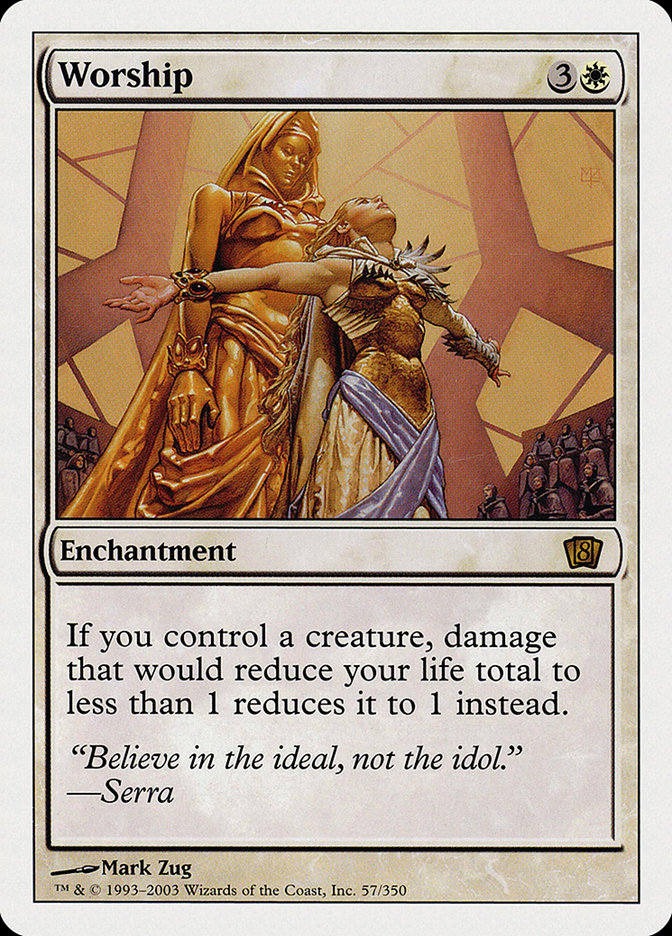 Worship 3
Enchantment 8
If you control a creature, damage
that would reduce your life total to
less than 1 reduces it to 1 instead.
“Believe in the ideal, not the idol.”
—Serra
Mark Zug
™ & © 1993–2003 Wizards of the Coast, Inc. 57/350